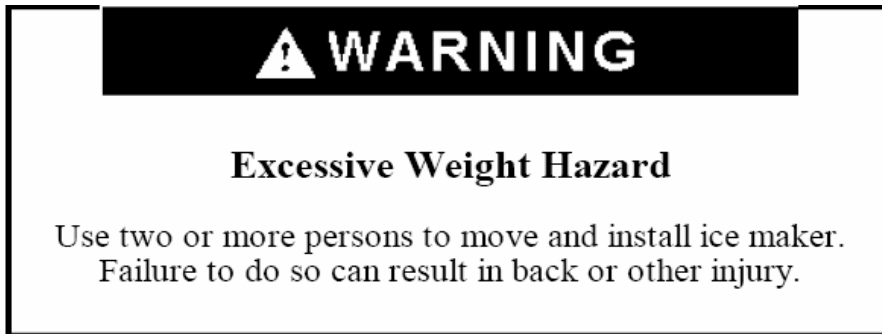 WARNING
Excessive Weight Hazard
Use two or more persons to move and install ice maker.
Failure to do so can result in back or other injury.